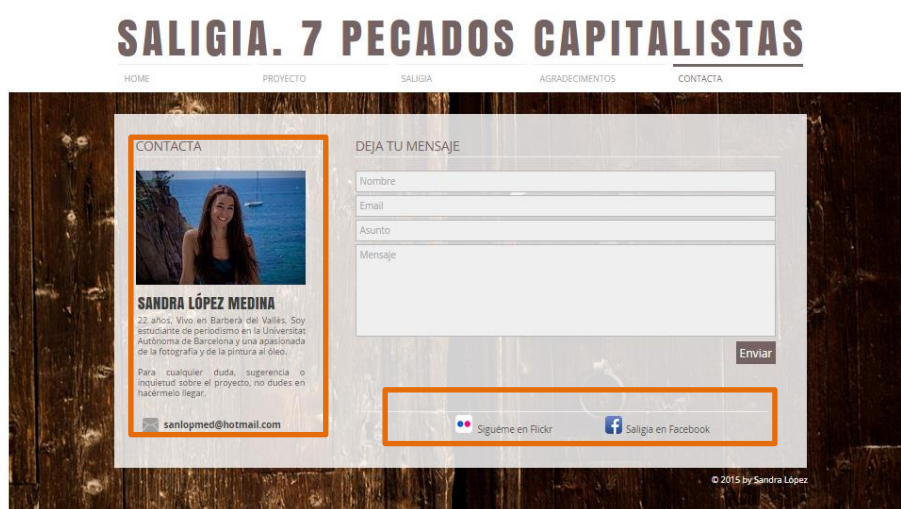 SALIGIA. 7 PECADOS CAPITALISTAS
HOME PROYECTO SALIGIA AGRADECIMENTOS CONTACTA
CONTACTA
SANDRA LÓPEZ MEDINA
22 años. Vivo en Barberà del Vallès. Soy
estudiante de periodismo en la Universitat
Autònoma de Barcelona y una apasionada
de la fotografía y de la pintura al óleo.
Para cualquier duda, sugerencia o
inquietud sobre el proyecto, no dudes en
hacérmelo llegar.
sanlopmed@hotmail.com
DEJA TU MENSAJE
Nombre
Email
Asunto
Mensaje
Enviar
Sigueme en Flickr
Saligia en Facebook
© 2015 by Sandra López